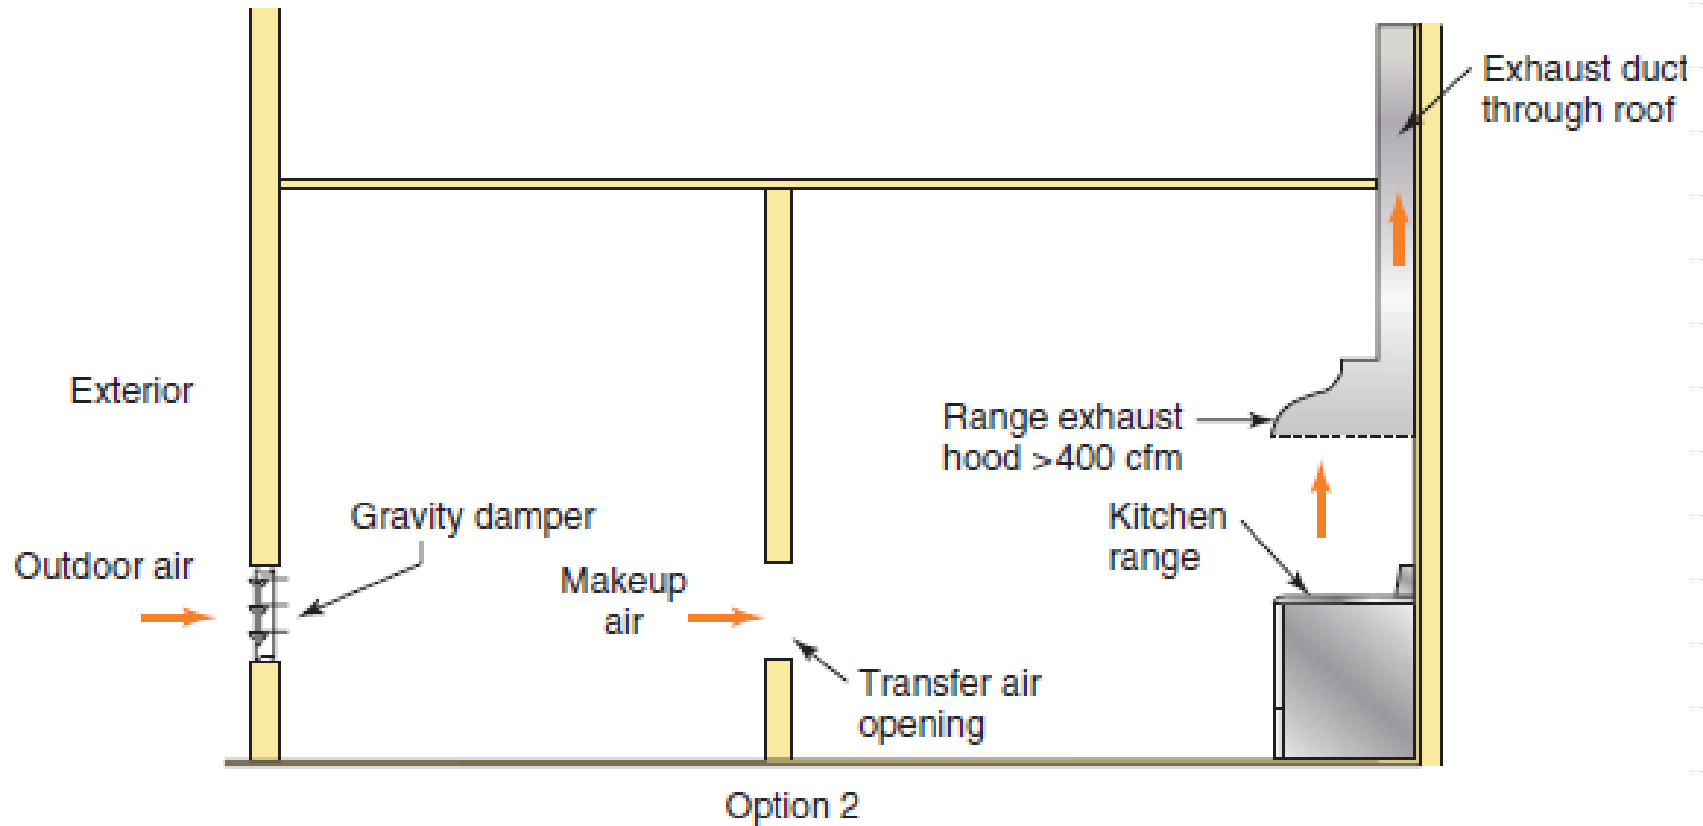 Exhaust duct
through roof
Exterior
Range exhaust
hood >400 cfm
Gravity damper
Kitchen
range
Outdoor air
Makeup
air
Transfer air
opening
Option 2